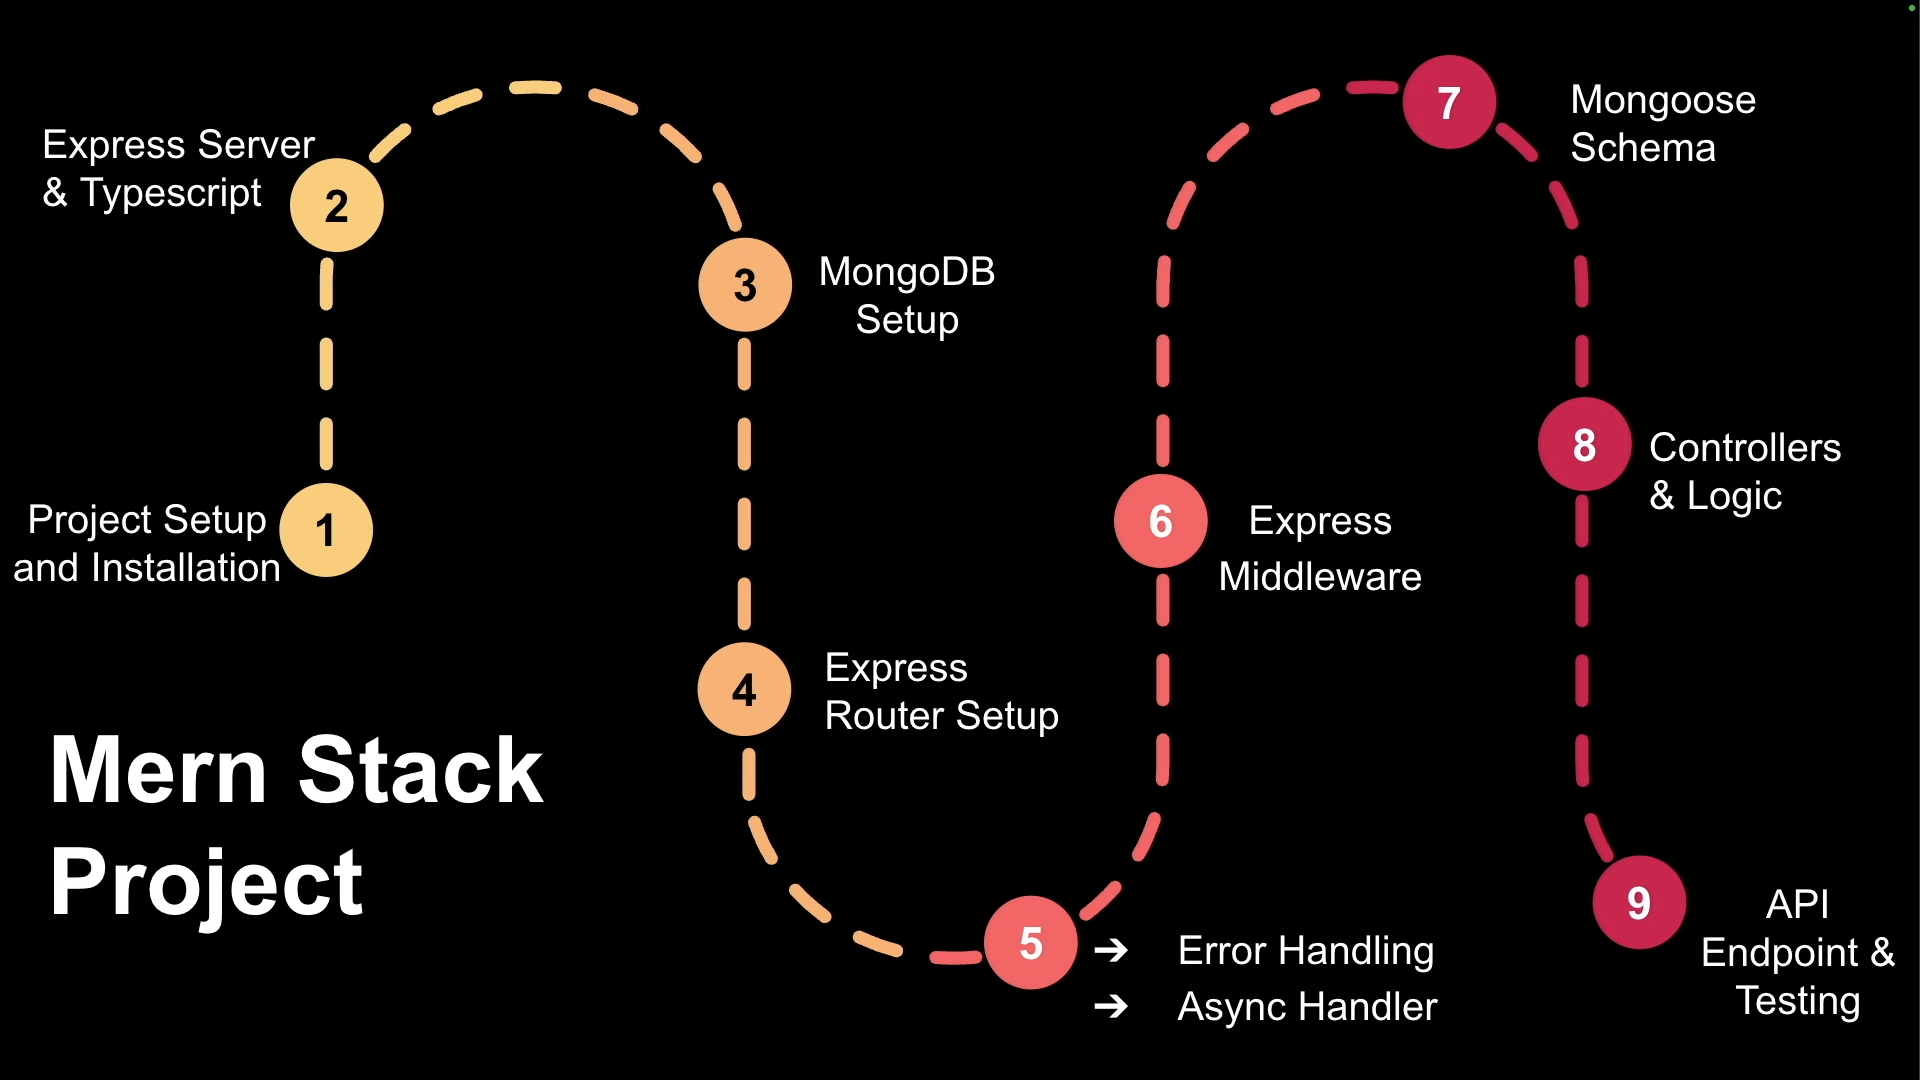 1
Project Setup
and Installation
2
Express Server
& Typescript
3
MongoDB
Setup
4
Express
Router Setup
5
➔ Error Handling
➔ Async Handler
6
Express
Middleware
7
Mongoose
Schema
8
Controllers
& Logic
9
API
Endpoint &
Testing
Mern Stack
Project